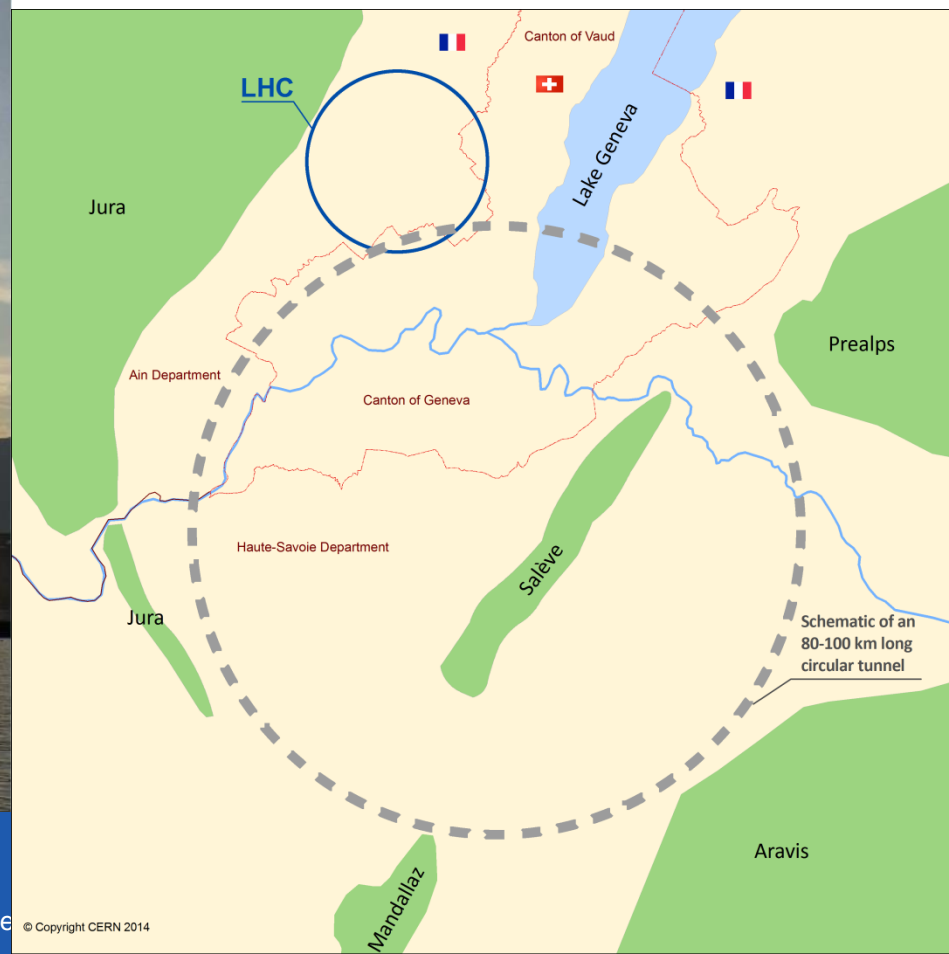 Canton of Vaud
LHC
Lake Geneva
Jura
Prealps
Ain Department
Canton of Geneva
Haute-Savoie Department
Salève
Jura
Schematic of an
80-100 km long
circular tunnel
Aravis
Mandallaz
© Copyright CERN 2014